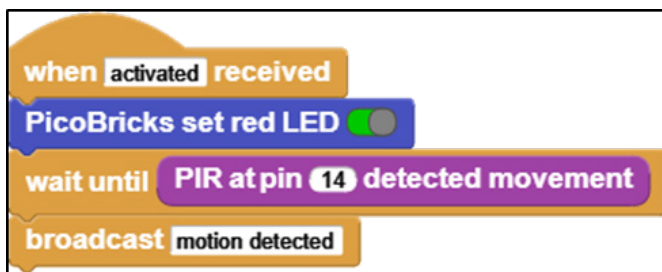 when activated received
PicoBricks set red LED
wait until PIR at pin 14 detected movement
broadcast motion detected